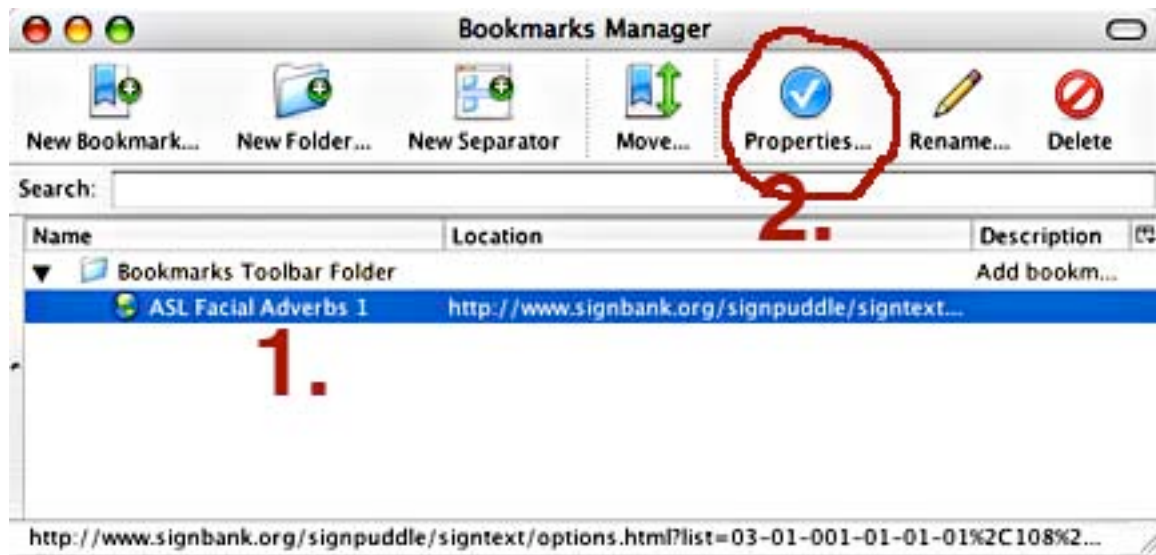 Bookmarks Manager
New Bookmark... New Folder... New Separator Move... Properties... Rename... Delete
Search:
2.
Name Location Description
Bookmarks Toolbar Folder Add bookm...
ASL Facial Adverbs 1 http://www.signbank.org/signpuddle/signtext...
1.
http://www.signbank.org/signpuddle/signtext/options.html?list=03-01-001-01-01-01%2C108%2...